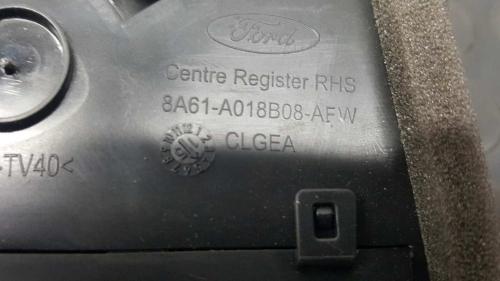 Ford
Centre Register RHS
8A61-A018B08-AFW
CLGEA
-TV40<